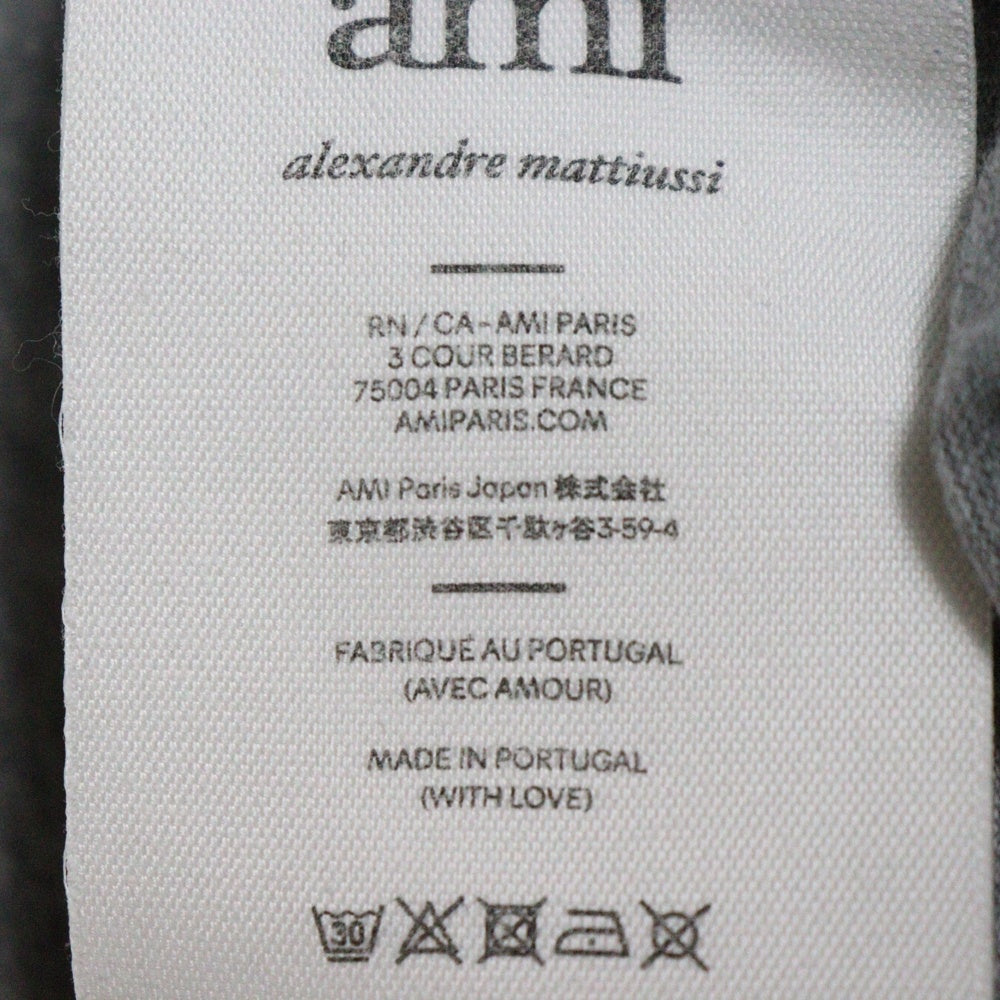 ami
alexandre mattiussi
RN / CA - AMI PARIS
3 COUR BERARD
75004 PARIS FRANCE
AMIPARIS.COM
AMI Paris Japan 株式会社
東京都渋谷区千駄ヶ谷3-59-4
FABRIQUÉ AU PORTUGAL
(AVEC AMOUR)
MADE IN PORTUGAL
(WITH LOVE)
30